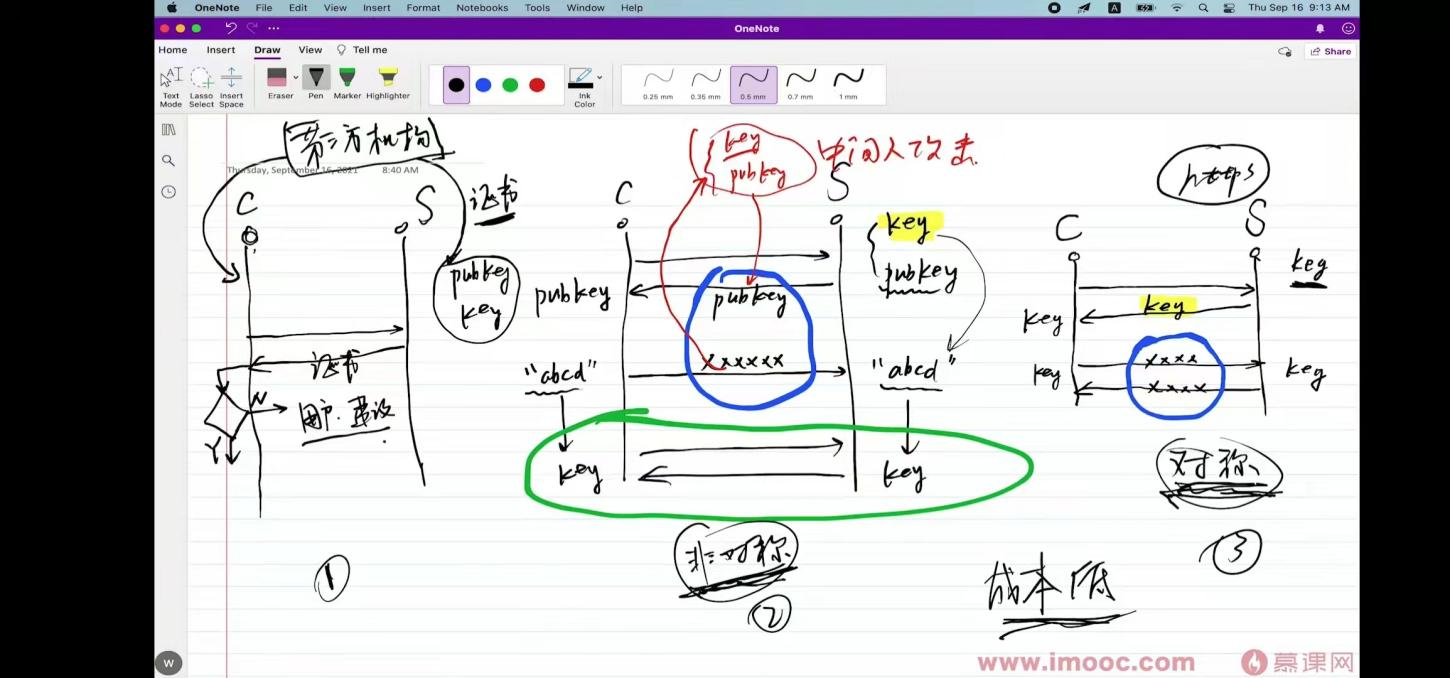 OneNote File Edit View Insert Format Notebooks Tools Window Help
A
Thu Sep 16 9:13 AM
OneNote
Home Insert Draw View Tell me
Share
Text Mode
Lasso Select
Insert Space
Eraser
Pen
Marker
Highlighter
Ink Color
0.25 mm
0.35 mm
0.5 mm
0.7 mm
1 mm
Thursday, September 16, 2021 8:40 AM
第三方机构
C
S
证书
pubkey
key
证书
N
用户.
Y
①
key
pubkey
中间人攻击
C
S
key
pubkey
pubkey
pubkey
xxxxxx
"abcd"
"abcd"
key
key
非对称
②
https
C
S
key
key
key
xxxx
key
key
xxxx
对称
③
成本低
W
www.imooc.com
慕课网